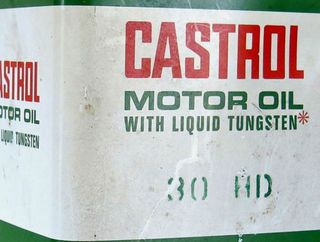 CASTROL
MOTOR OIL
WITH LIQUID TUNGSTEN*
30 HD
ASTROL
OTOR OIL
LIQUID TUNGSTEN